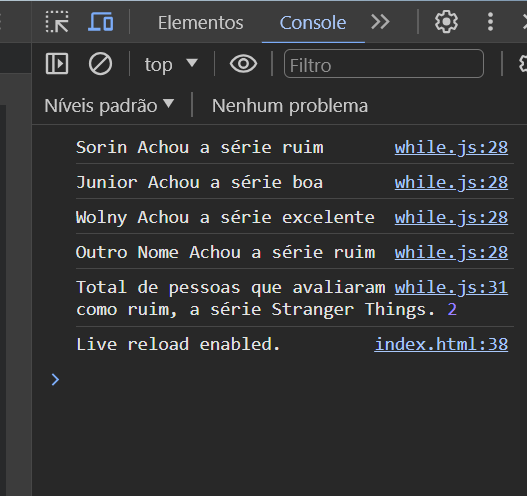 Elementos Console
top Filtro
Níveis padrão Nenhum problema
Sorin Achou a série ruim while.js:28
Junior Achou a série boa while.js:28
Wolny Achou a série excelente while.js:28
Outro Nome Achou a série ruim while.js:28
Total de pessoas que avaliaram while.js:31
como ruim, a série Stranger Things. 2
Live reload enabled. index.html:38